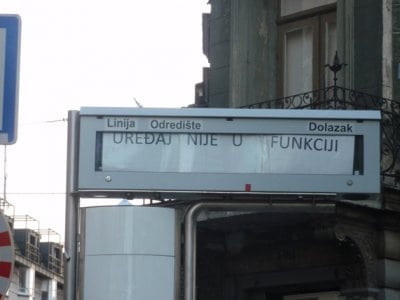 Linija Odredište Dolazak
UREĐAJ NIJE U FUNKCIJI